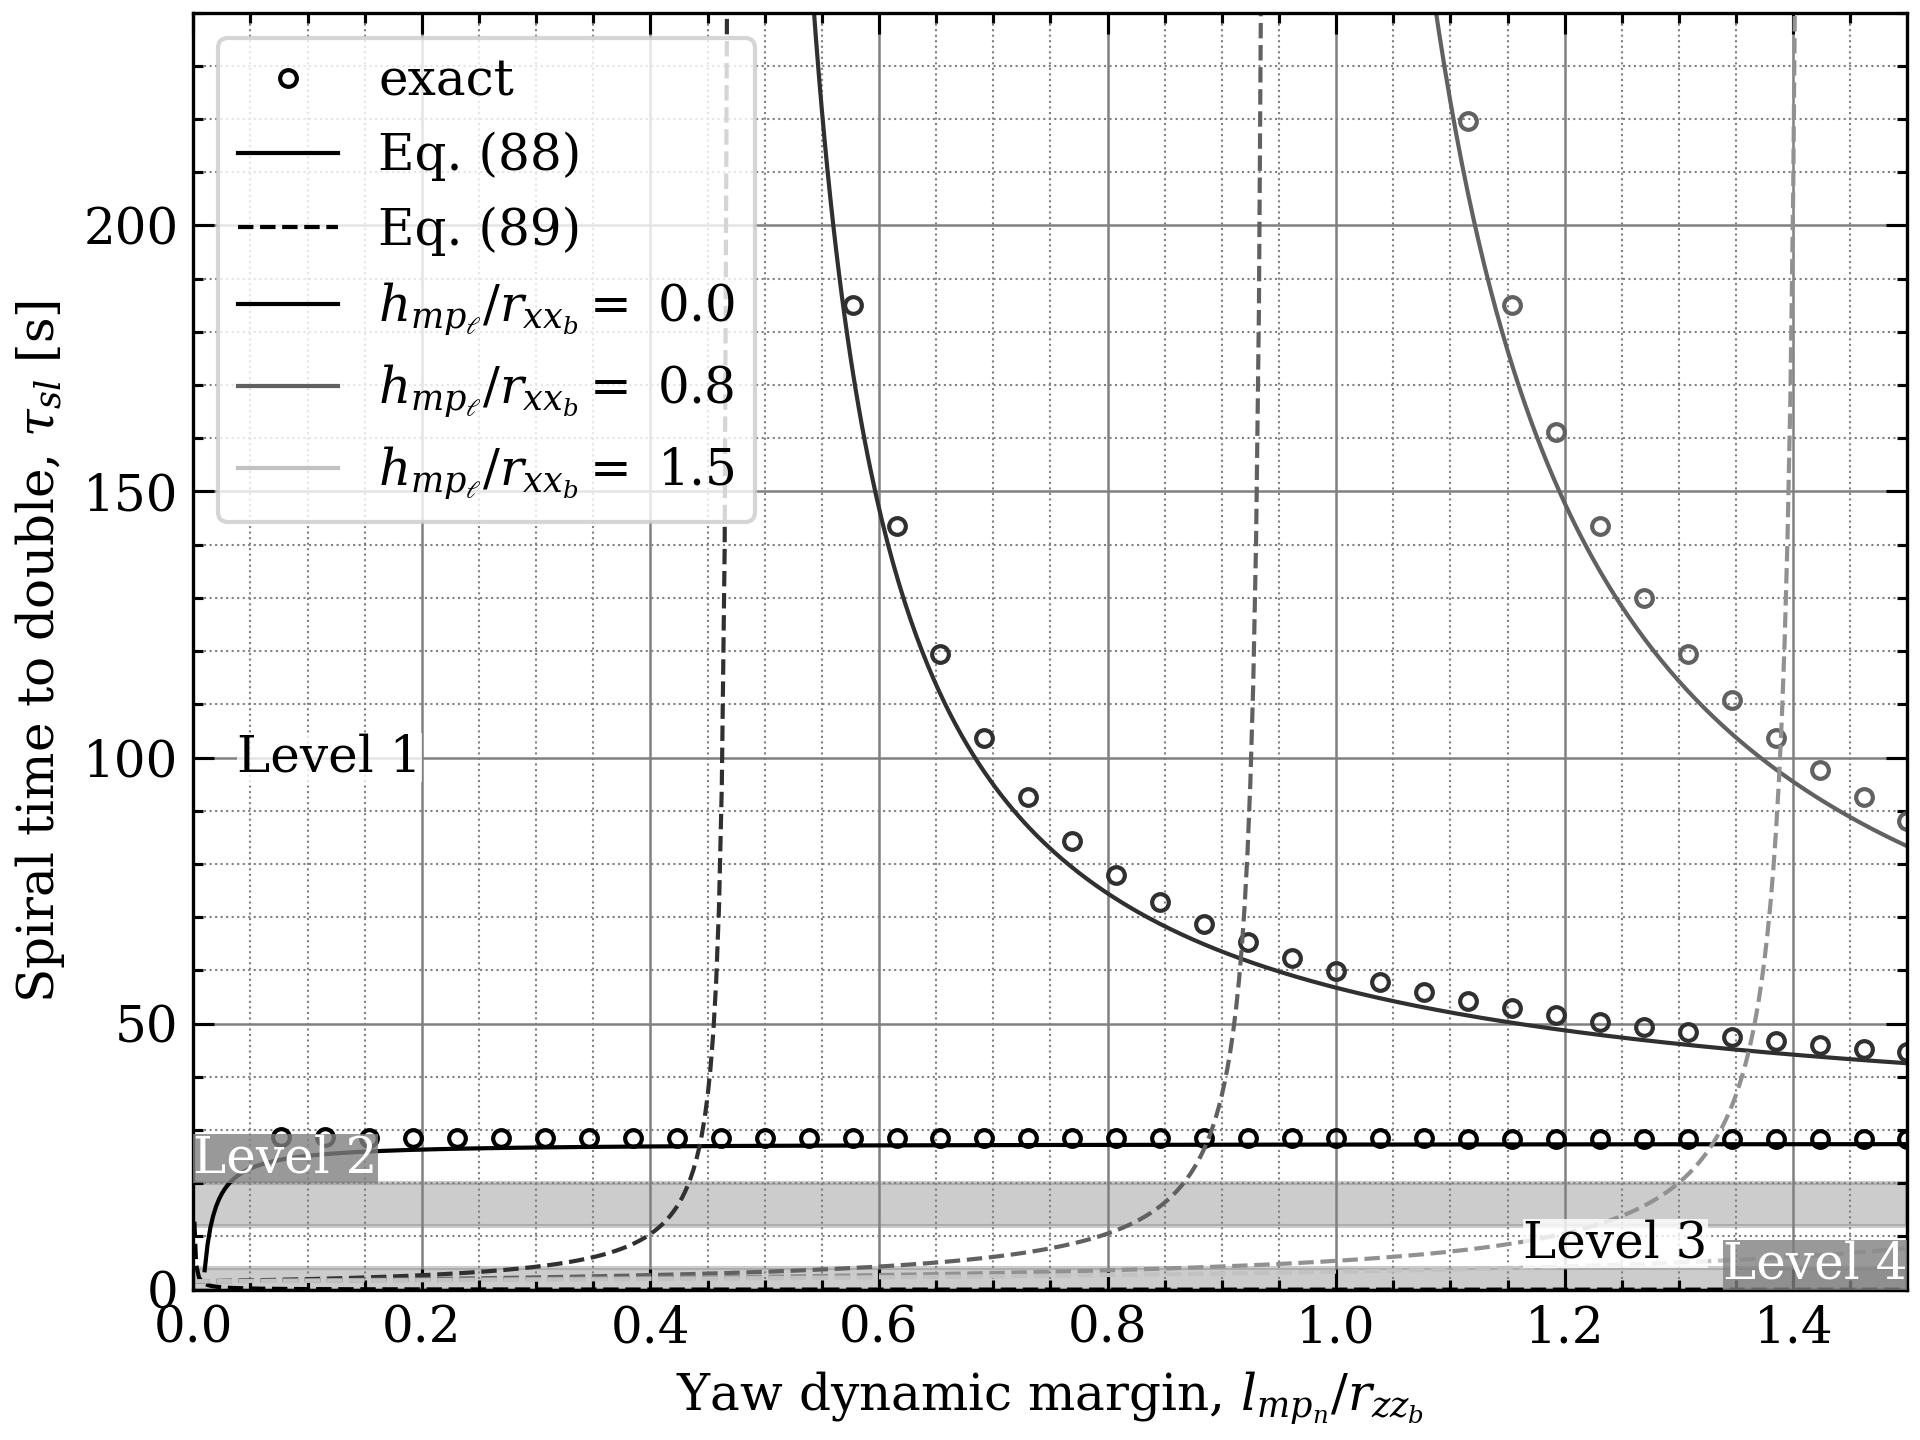 exact
Eq. (88)
Eq. (89)
h_{mp_ℓ}/r_{xx_b} = 0.0
h_{mp_ℓ}/r_{xx_b} = 0.8
h_{mp_ℓ}/r_{xx_b} = 1.5
Spiral time to double, τ_{sl} [s]
200
150
100
50
0
Level 1
Level 2
Level 3
Level 4
0.0 0.2 0.4 0.6 0.8 1.0 1.2 1.4
Yaw dynamic margin, l_{mp_n}/r_{zz_b}